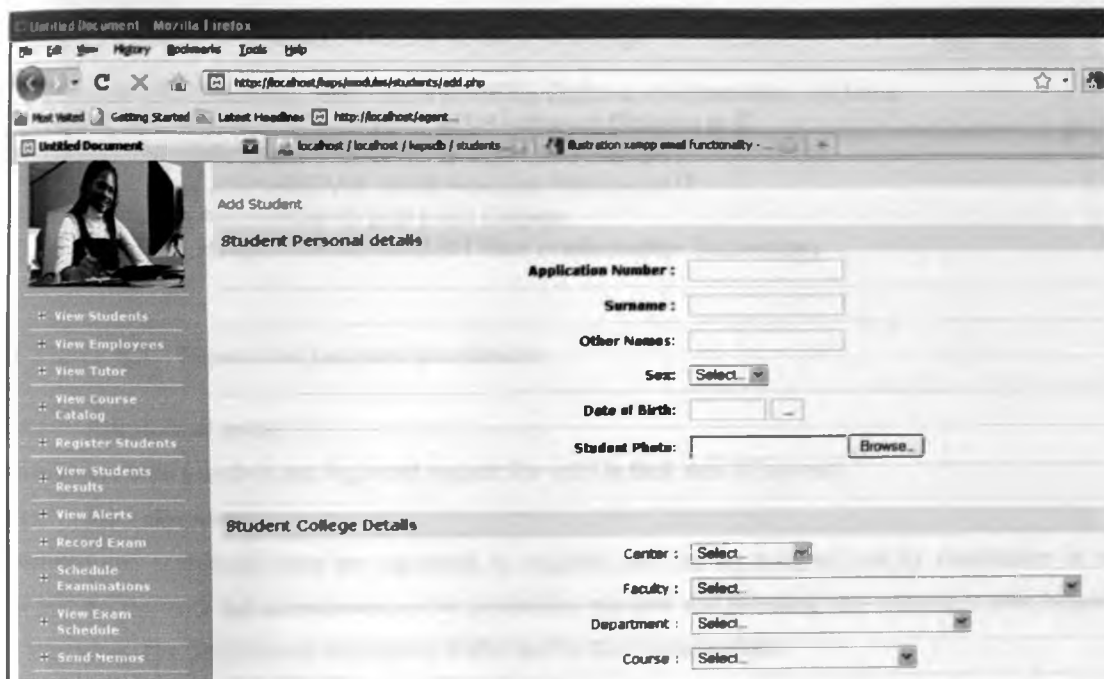 Untitled Document - Mozilla Firefox
File Edit View History Bookmarks Tools Help
http://localhost/keps/modules/students/add.php
Most Visited Getting Started Latest Headlines http://localhost/agent...
Untitled Document localhost / localhost / kepsdb / students... illustration xampp email functionality - ...
Add Student
Student Personal details
Application Number :
Surname :
Other Names:
Sex: Select...
Date of Birth: ...
Student Photo: Browse...
View Students
View Employees
View Tutor
View Course
Catalog
Register Students
View Students
Results
View Alerts
Record Exam
Schedule
Examinations
View Exam
Schedule
Send Memos
Student College Details
Center : Select...
Faculty : Select...
Department : Select...
Course : Select...